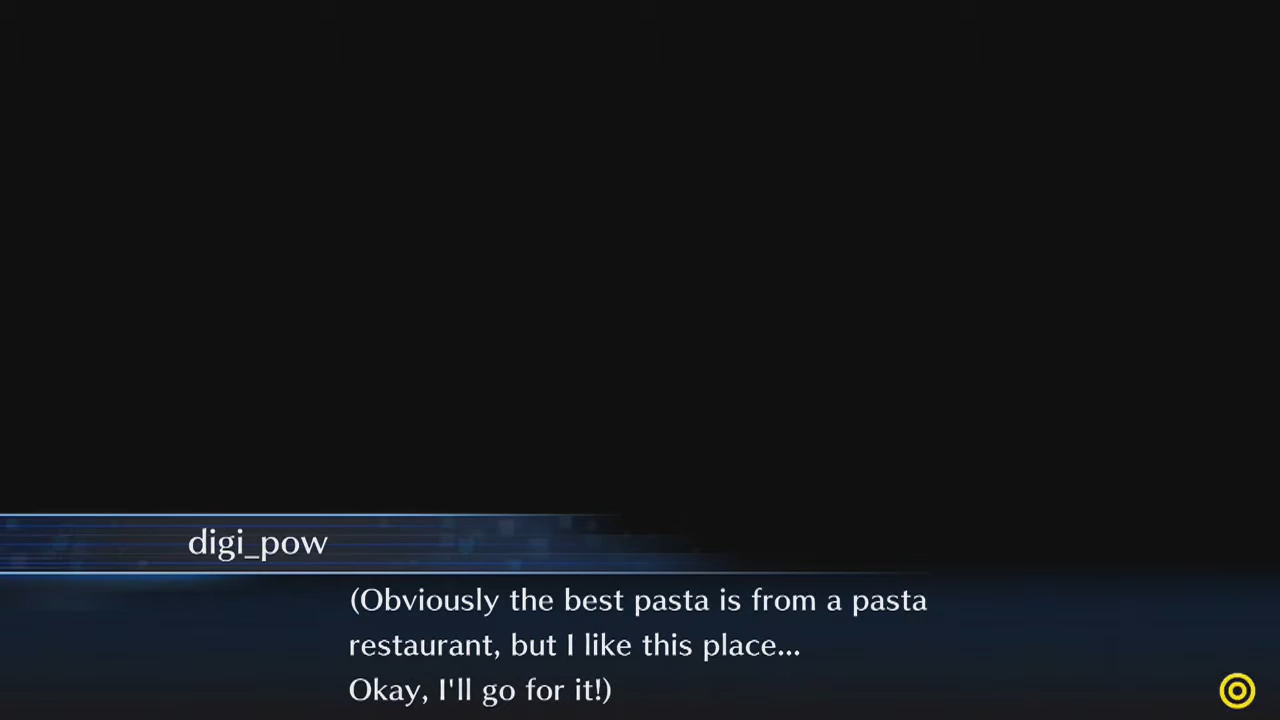 digi_pow
(Obviously the best pasta is from a pasta
restaurant, but I like this place...
Okay, I'll go for it!)